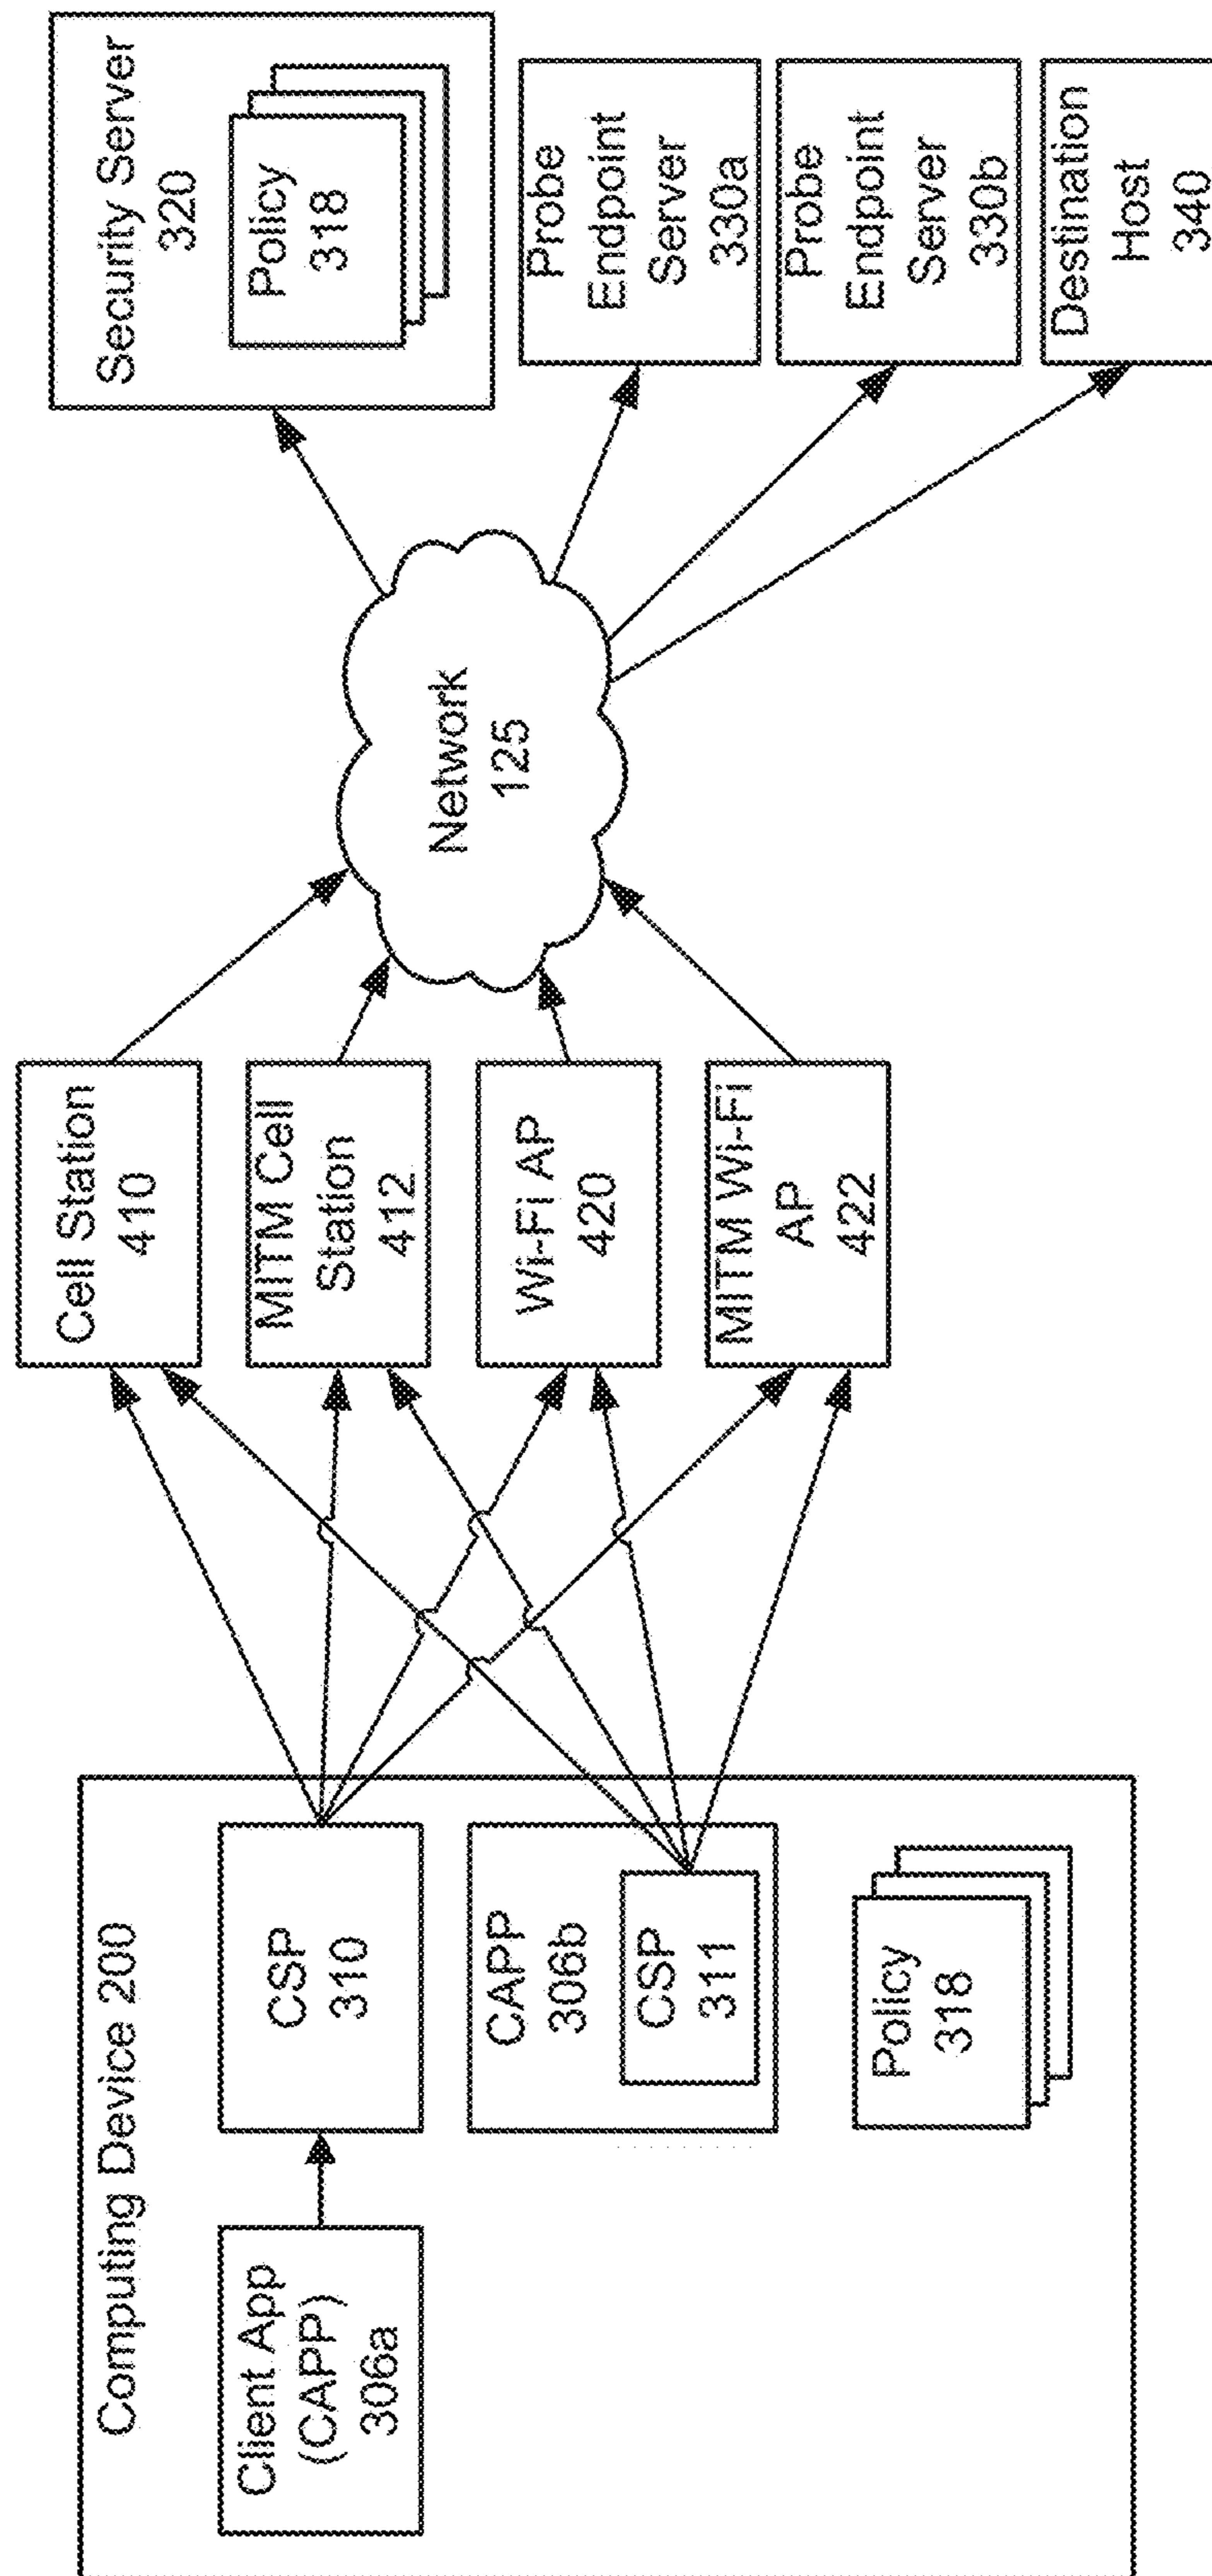 Computing Device 200
Client App
(CAPP)
306a
CSP
310
CAPP
306b
CSP
311
Policy
318
Cell Station
410
MITM Cell
Station
412
Wi-Fi AP
420
MITM Wi-Fi
AP
422
Network
125
Security Server
320
Policy
318
Probe
Endpoint
Server
330a
Probe
Endpoint
Server
330b
Destination
Host
340